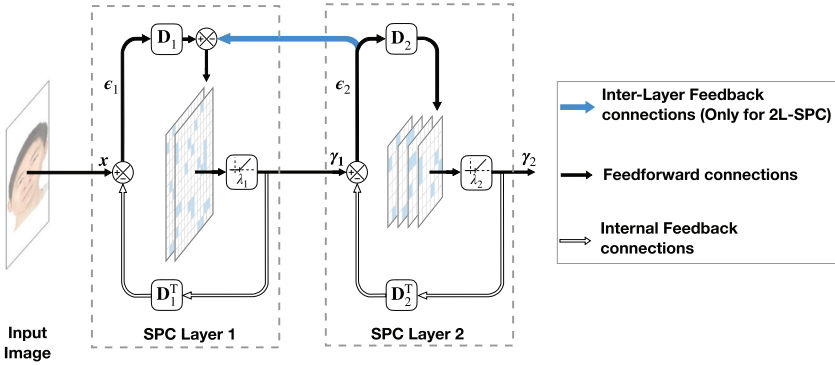 D₁
+ −
D₂
ϵ₁
ϵ₂
x
+
−
λ₁
γ₁
+
−
λ₂
γ₂
D₁ᵀ
D₂ᵀ
SPC Layer 1
SPC Layer 2
Input
Image
Inter-Layer Feedback
connections (Only for 2L-SPC)
Feedforward connections
Internal Feedback
connections